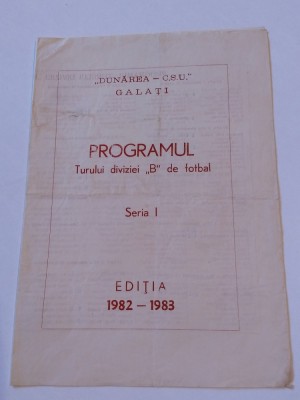 „DUNĂREA – C.S.U.”
GALAȚI
PROGRAMUL
Turului diviziei „B” de fotbal
Seria I
EDIȚIA
1982 – 1983